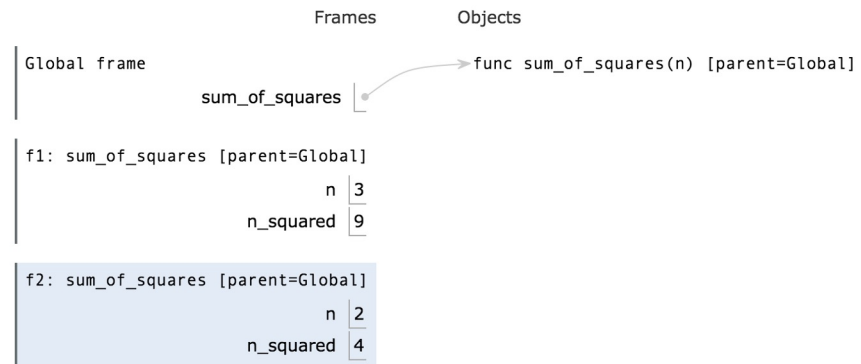 Frames Objects
Global frame func sum_of_squares(n) [parent=Global]
sum_of_squares
f1: sum_of_squares [parent=Global]
n 3
n_squared 9
f2: sum_of_squares [parent=Global]
n 2
n_squared 4